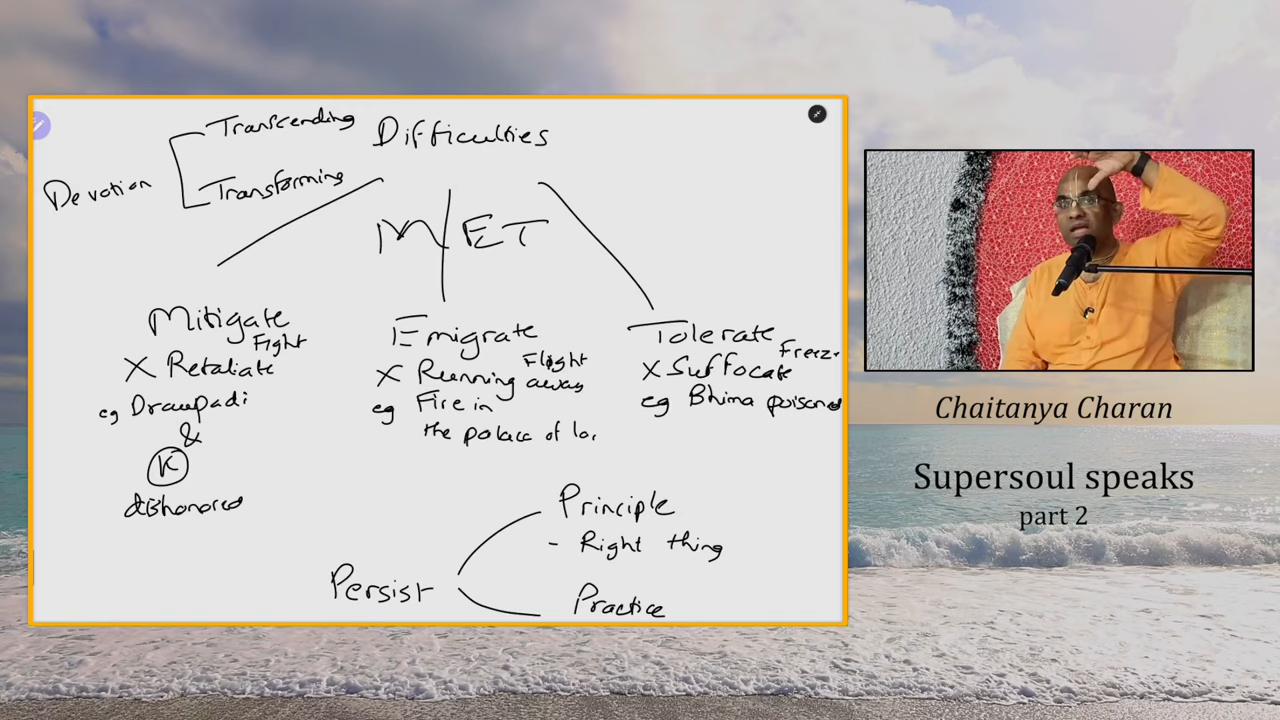 Transcending
Difficulties
Devotion
Transforming
MET
Mitigate
Fight
X Retaliate
eg Draupadi
&
K
dishonored
Emigrate
Flight
X Running away
eg Fire in
the palace of
Tolerate
Freeze
X Suffocate
eg Bhima poisoned
Principle
- Right thing
Persist
Practice
Chaitanya Charan
Supersoul speaks
part 2